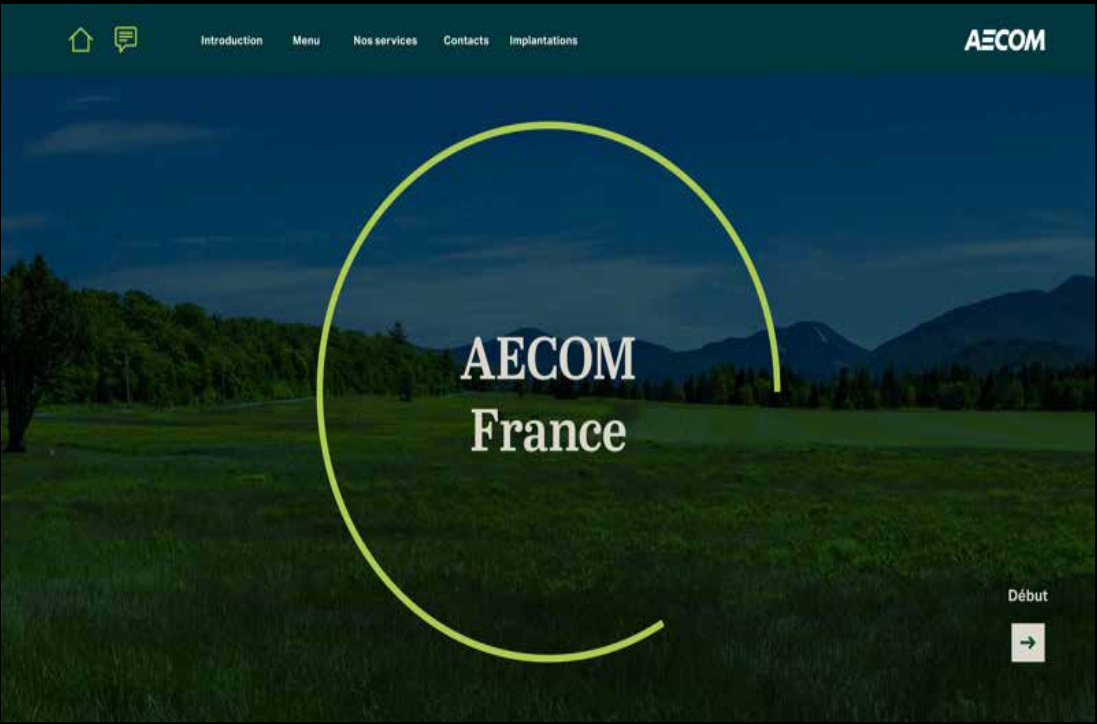 Introduction Menu Nos services Contacts Implantations
AECOM
AECOM
France
Début